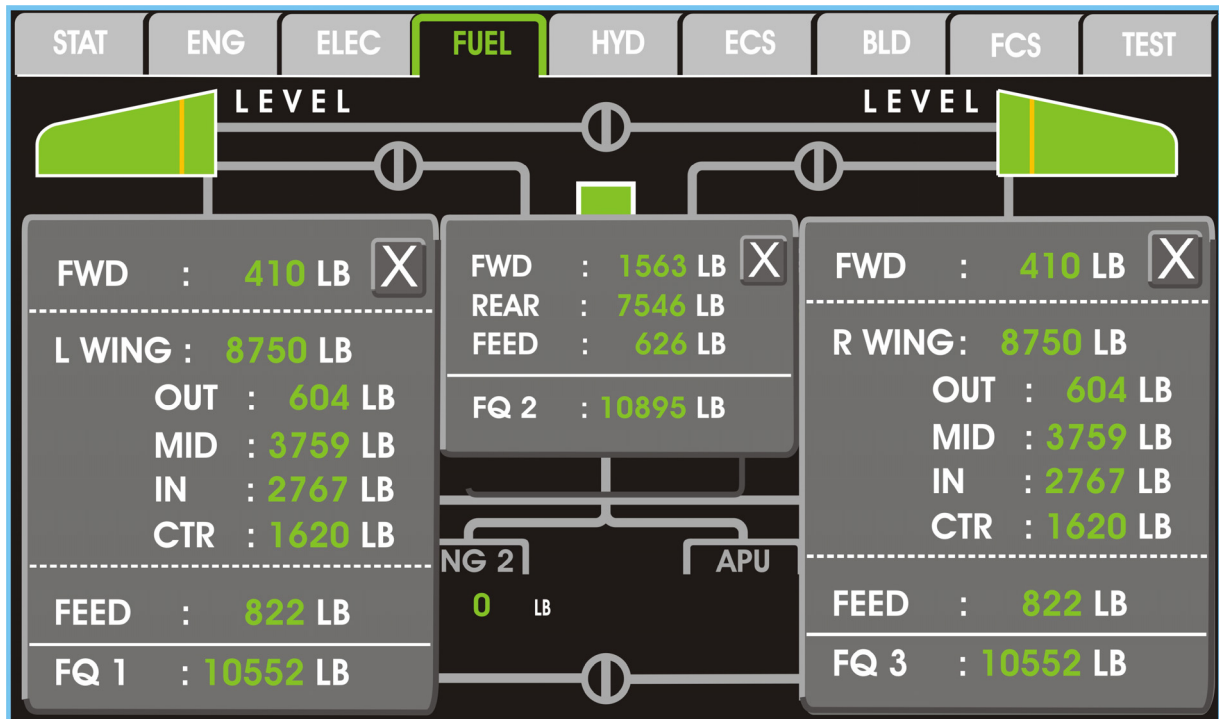 STAT ENG ELEC FUEL HYD ECS BLD FCS TEST
LEVEL LEVEL
FWD : 410 LB X
L WING : 8750 LB
OUT : 604 LB
MID : 3759 LB
IN : 2767 LB
CTR : 1620 LB
FEED : 822 LB
FQ 1 : 10552 LB
FWD : 1563 LB X
REAR : 7546 LB
FEED : 626 LB
FQ 2 : 10895 LB
NG 2 APU
0 LB
FWD : 410 LB X
R WING : 8750 LB
OUT : 604 LB
MID : 3759 LB
IN : 2767 LB
CTR : 1620 LB
FEED : 822 LB
FQ 3 : 10552 LB